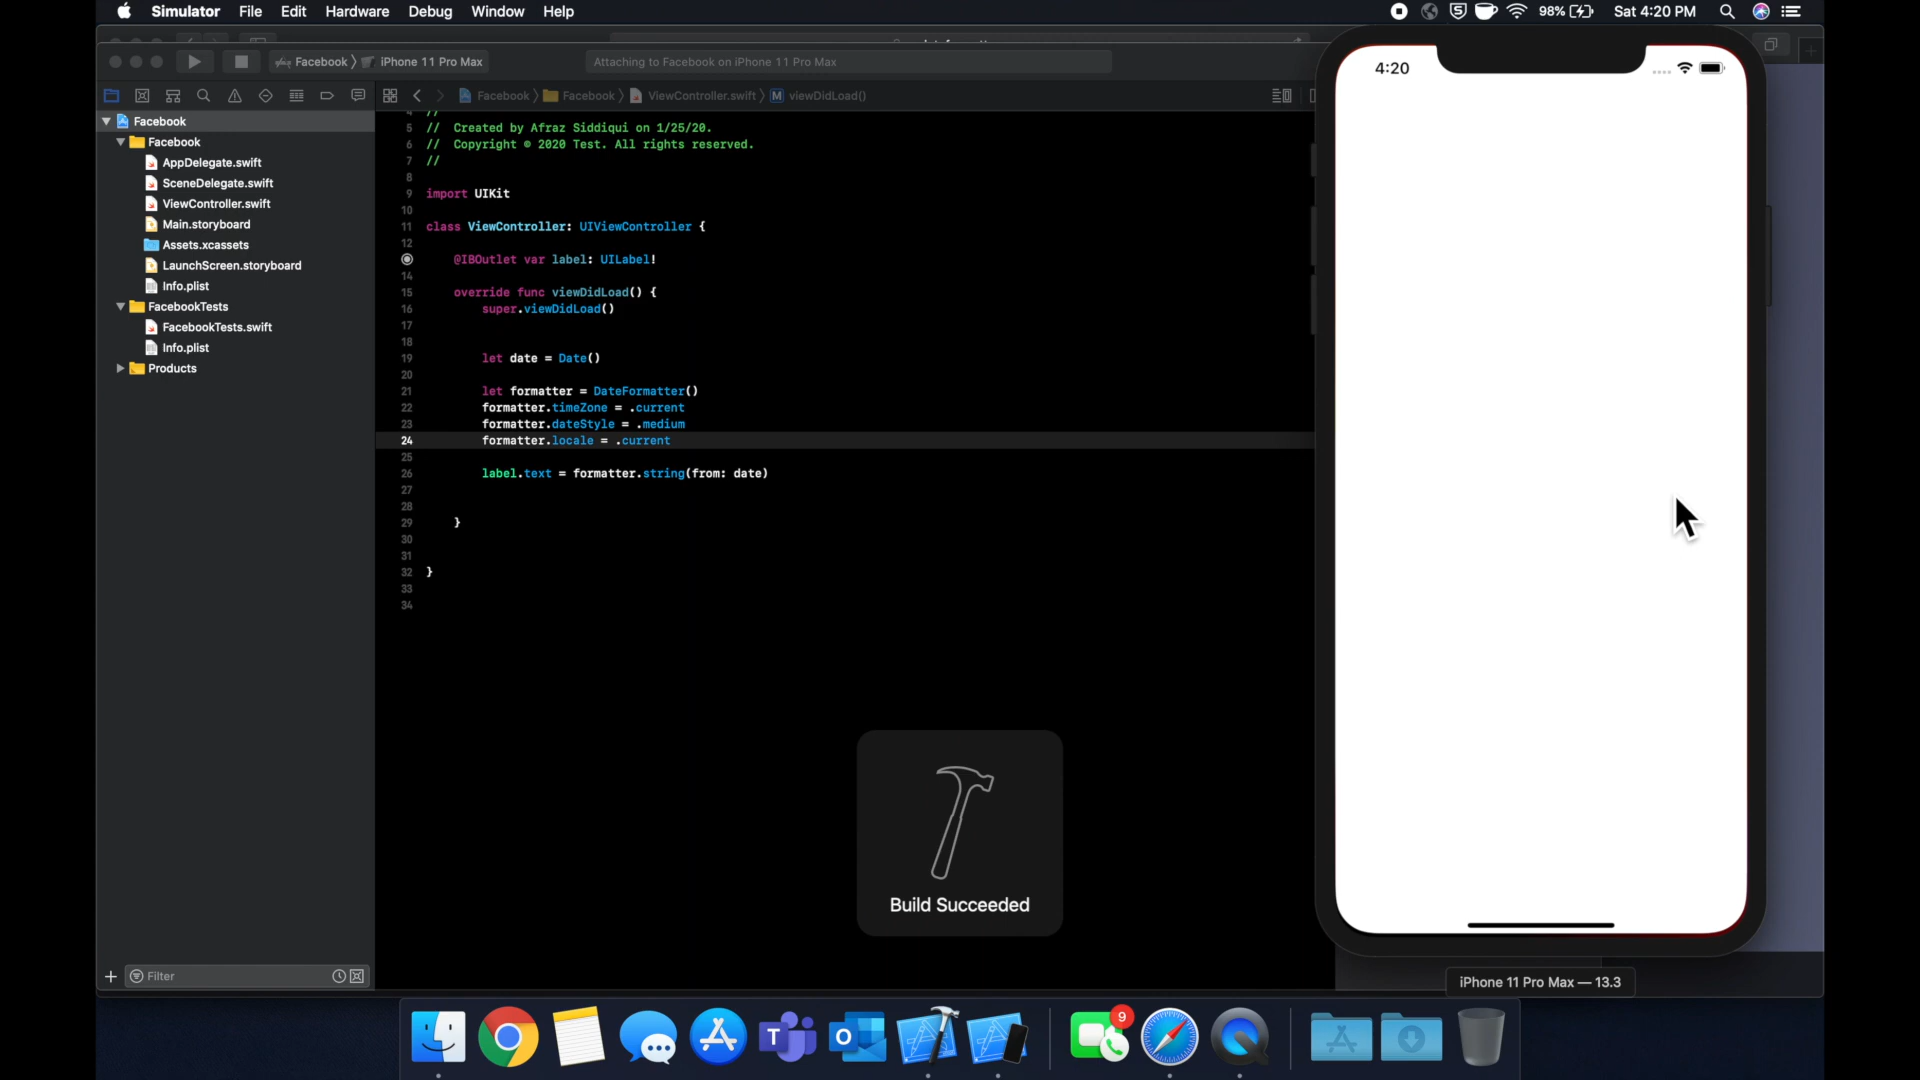 Simulator File Edit Hardware Debug Window Help
98% Sat 4:20 PM
Facebook 〉 iPhone 11 Pro Max
Attaching to Facebook on iPhone 11 Pro Max
Facebook 〉 Facebook 〉 ViewController.swift 〉 M viewDidLoad()
Facebook
Facebook
AppDelegate.swift
SceneDelegate.swift
ViewController.swift
Main.storyboard
Assets.xcassets
LaunchScreen.storyboard
Info.plist
FacebookTests
FacebookTests.swift
Info.plist
Products
Filter
4 //
5 // Created by Afraz Siddiqui on 1/25/20.
6 // Copyright © 2020 Test. All rights reserved.
7 //
8
9 import UIKit
10
11 class ViewController: UIViewController {
12
@IBOutlet var label: UILabel!
14
15 override func viewDidLoad() {
16 super.viewDidLoad()
17
18
19 let date = Date()
20
21 let formatter = DateFormatter()
22 formatter.timeZone = .current
23 formatter.dateStyle = .medium
24 formatter.locale = .current
25
26 label.text = formatter.string(from: date)
27
28
29 }
30
31
32 }
33
34
Build Succeeded
4:20
iPhone 11 Pro Max — 13.3
T
O
9